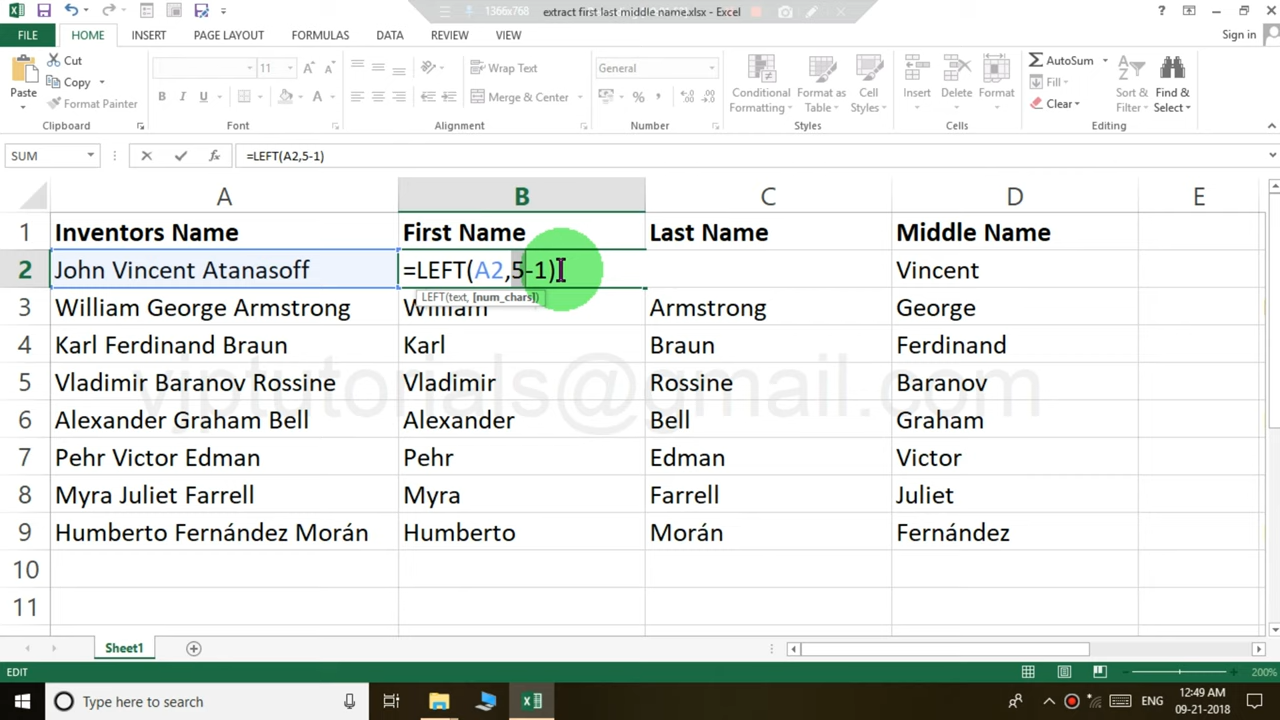 1366x768
extract first last middle name.xlsx - Excel
Sign in
FILE HOME INSERT PAGE LAYOUT FORMULAS DATA REVIEW VIEW
Paste
Cut
Copy
Format Painter
Clipboard
11
B I U
Font
Wrap Text
Merge & Center
Alignment
General
Number
Conditional Formatting
Format as Table
Cell Styles
Styles
Insert
Delete
Format
Cells
AutoSum
Fill
Clear
Sort & Filter
Find & Select
Editing
SUM
=LEFT(A2,5-1)
A B C D E
1 Inventors Name First Name Last Name Middle Name
2 John Vincent Atanasoff =LEFT(A2,5-1) Vincent
LEFT(text, [num_chars])
3 William George Armstrong William Armstrong George
4 Karl Ferdinand Braun Karl Braun Ferdinand
5 Vladimir Baranov Rossine Vladimir Rossine Baranov
viptutorials@gmail.com
6 Alexander Graham Bell Alexander Bell Graham
7 Pehr Victor Edman Pehr Edman Victor
8 Myra Juliet Farrell Myra Farrell Juliet
9 Humberto Fernández Morán Humberto Morán Fernández
10
11
Sheet1
EDIT
200%
Type here to search
ENG
12:49 AM
09-21-2018